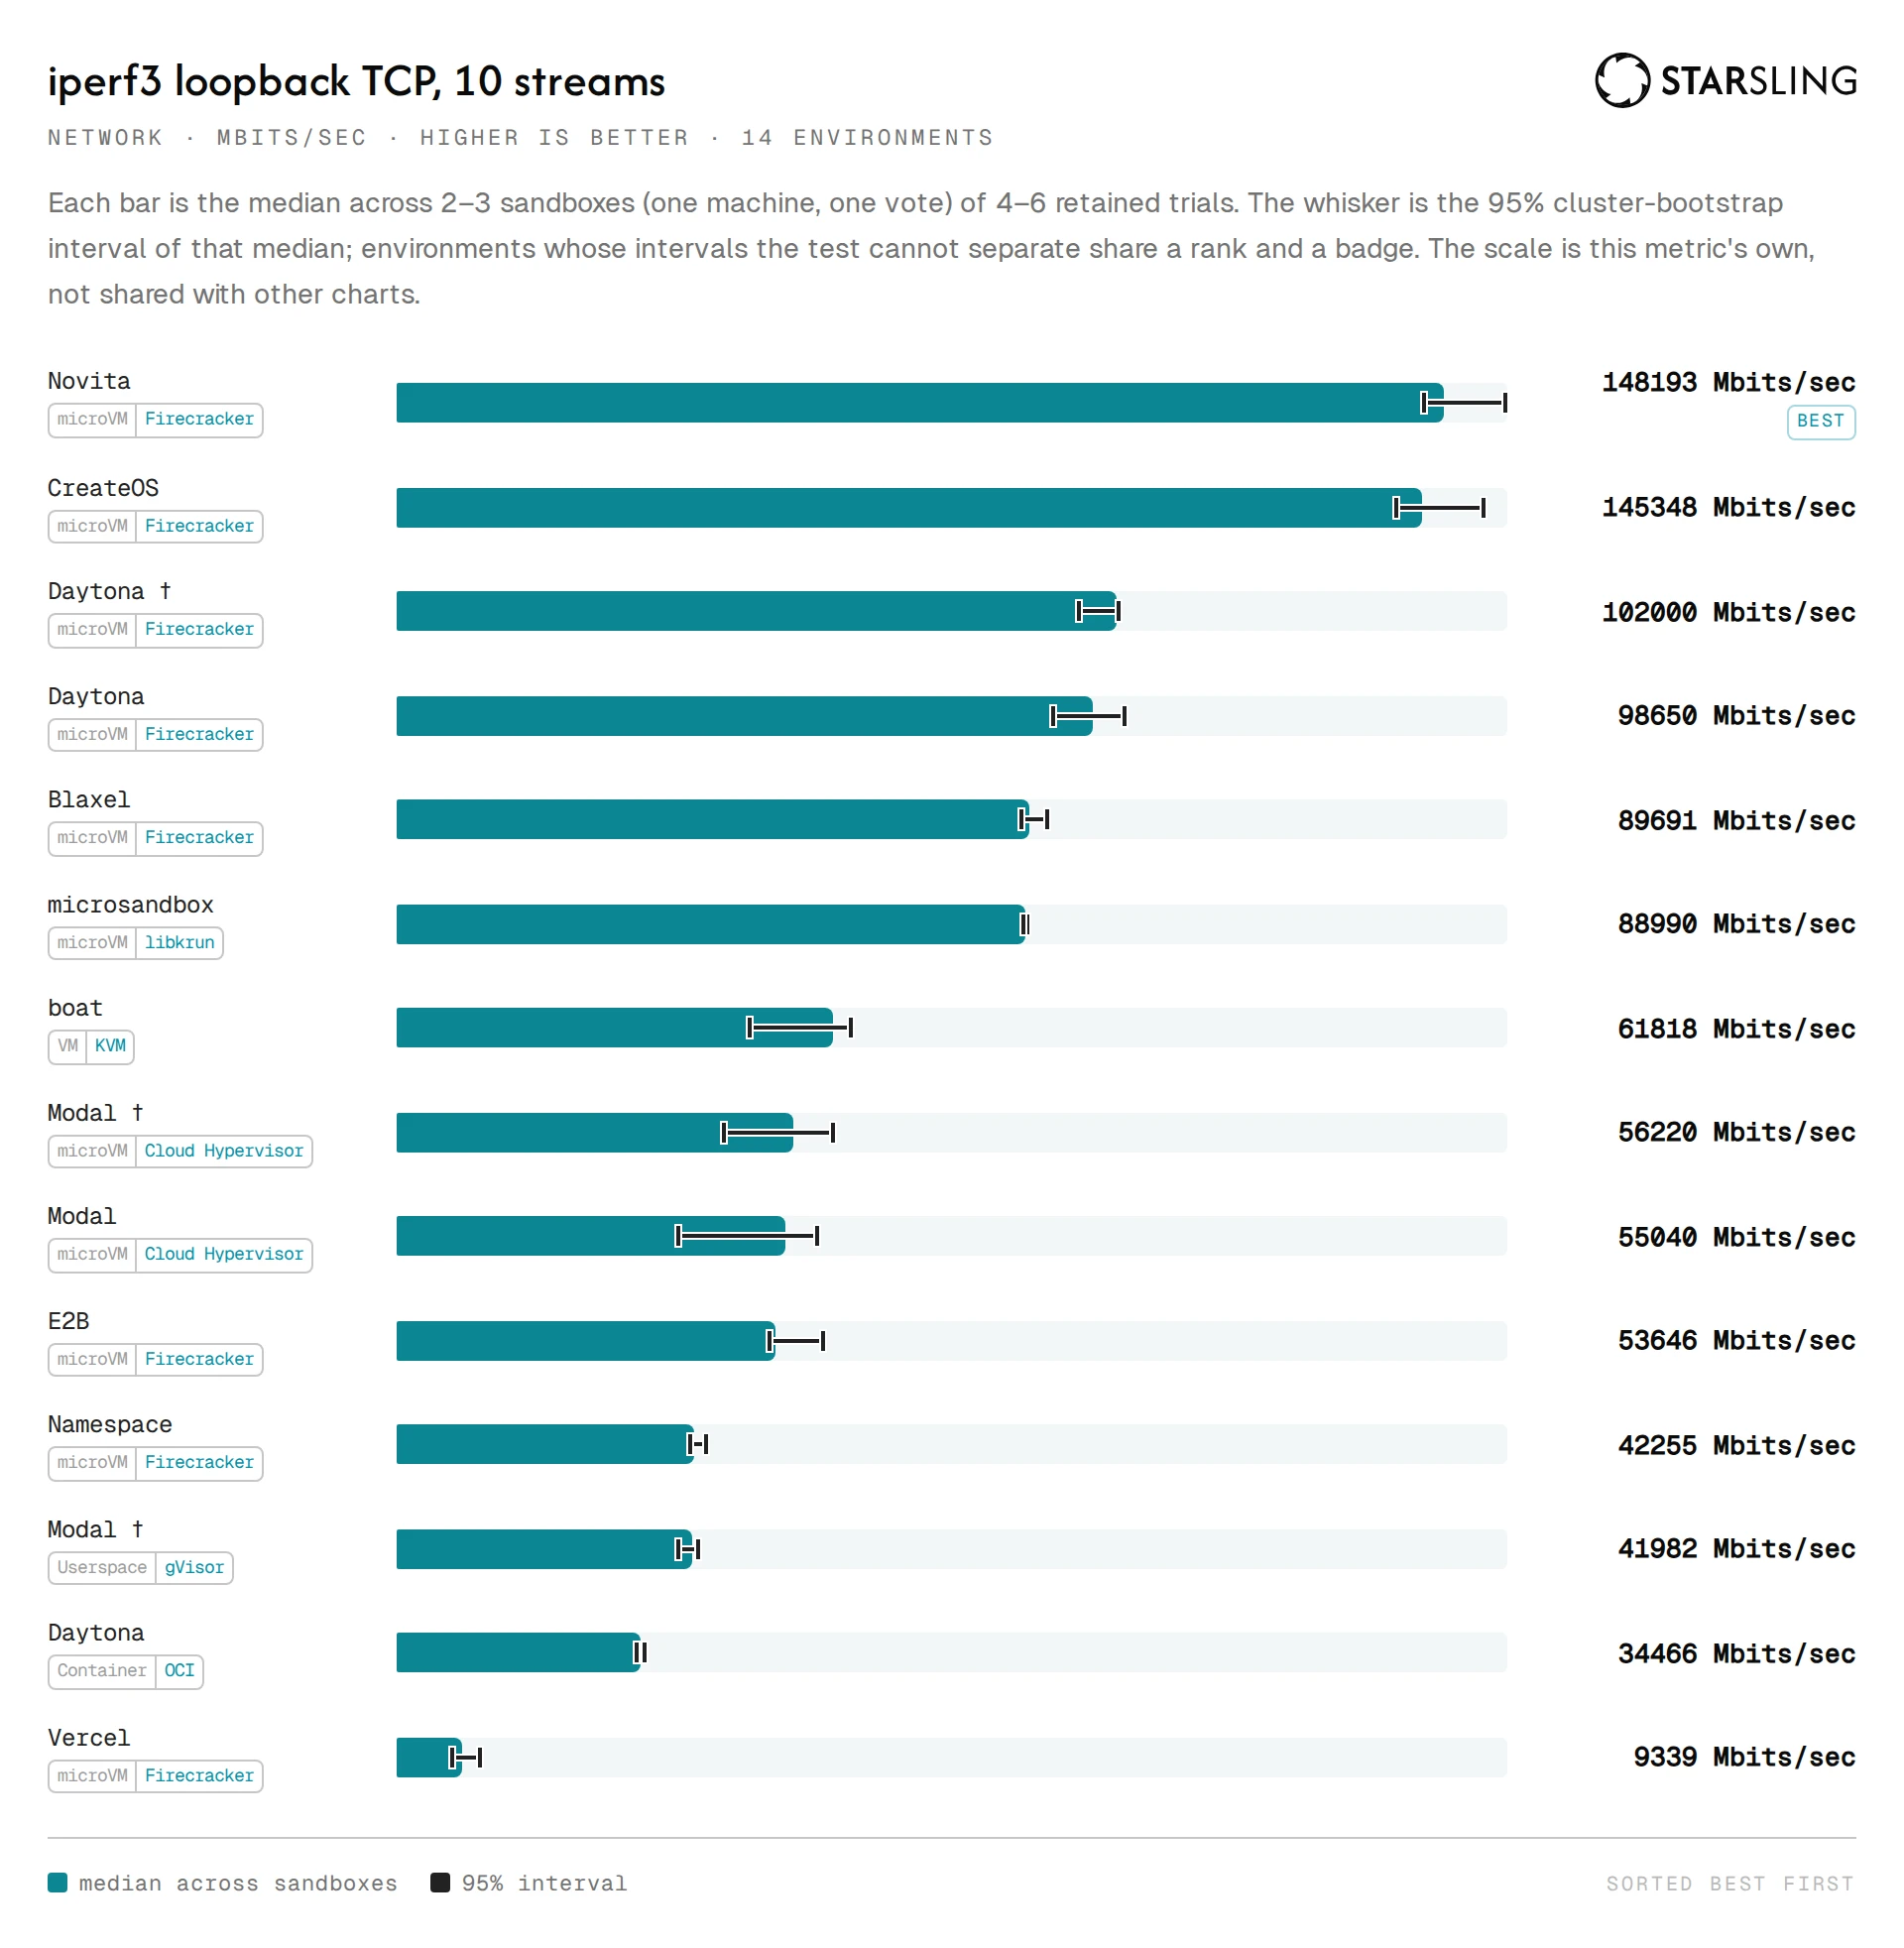 iperf3 loopback TCP, 10 streams
STARSLING
NETWORK · MBITS/SEC · HIGHER IS BETTER · 14 ENVIRONMENTS
Each bar is the median across 2–3 sandboxes (one machine, one vote) of 4–6 retained trials. The whisker is the 95% cluster-bootstrap
interval of that median; environments whose intervals the test cannot separate share a rank and a badge. The scale is this metric's own,
not shared with other charts.
Novita
148193 Mbits/sec
microVM Firecracker
BEST
CreateOS
microVM Firecracker
145348 Mbits/sec
Daytona †
microVM Firecracker
102000 Mbits/sec
Daytona
microVM Firecracker
98650 Mbits/sec
Blaxel
microVM Firecracker
89691 Mbits/sec
microsandbox
microVM libkrun
88990 Mbits/sec
boat
VM KVM
61818 Mbits/sec
Modal †
microVM Cloud Hypervisor
56220 Mbits/sec
Modal
microVM Cloud Hypervisor
55040 Mbits/sec
E2B
microVM Firecracker
53646 Mbits/sec
Namespace
microVM Firecracker
42255 Mbits/sec
Modal †
Userspace gVisor
41982 Mbits/sec
Daytona
Container OCI
34466 Mbits/sec
Vercel
microVM Firecracker
9339 Mbits/sec
median across sandboxes
95% interval
SORTED BEST FIRST